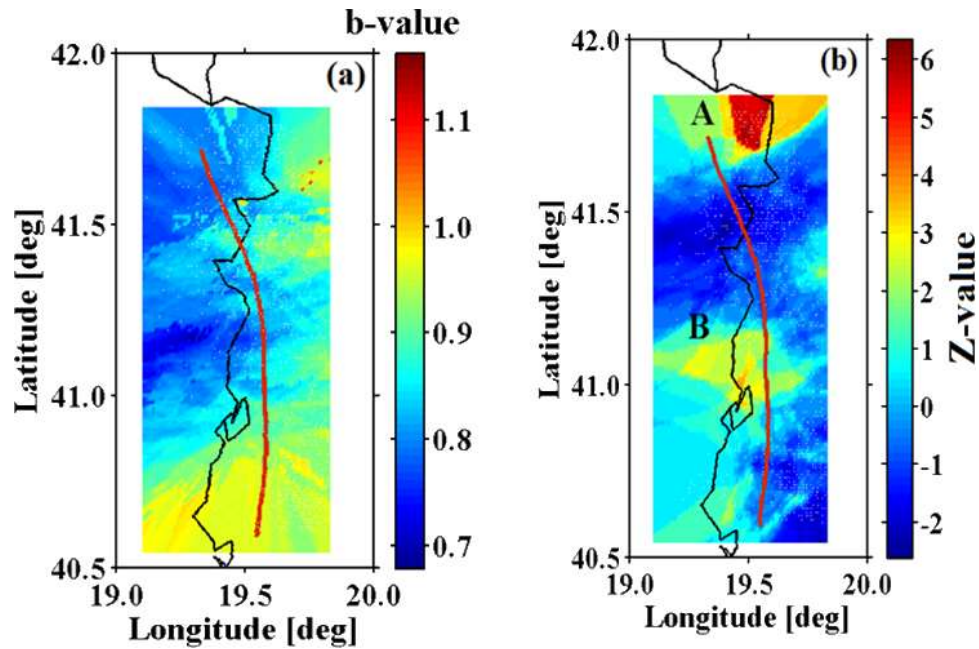 b-value
42.0
(a)
1.1
41.5
1.0
Latitude [deg]
0.9
41.0
0.8
0.7
40.5
19.0
19.5
20.0
Longitude [deg]
42.0
(b)
6
A
5
4
41.5
3
Latitude [deg]
2
Z-value
B
1
41.0
0
-1
-2
40.5
19.0
19.5
20.0
Longitude [deg]